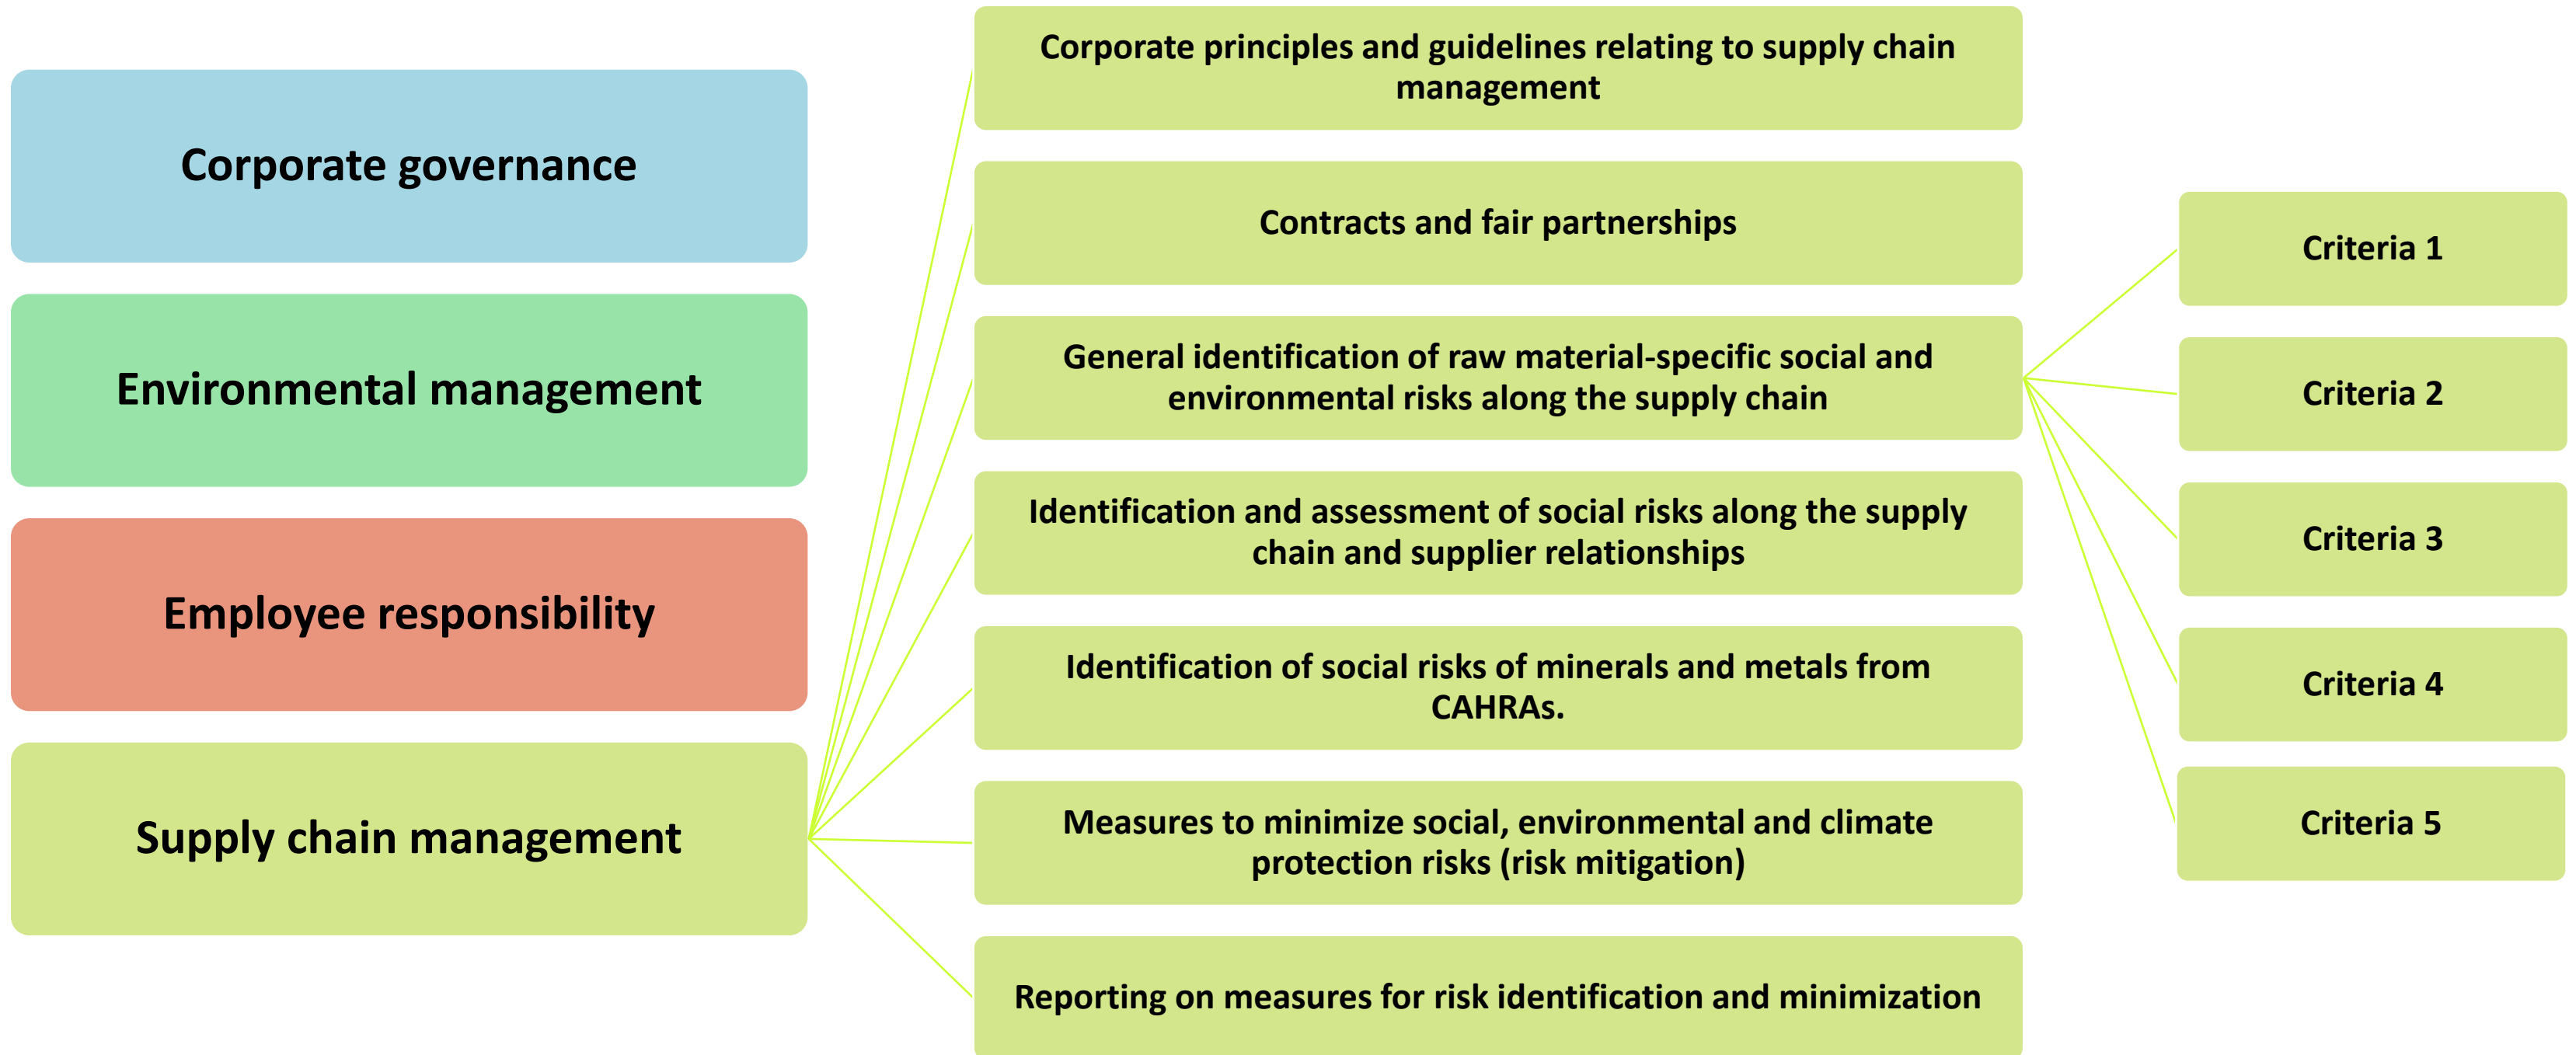 Corporate governance
Environmental management
Employee responsibility
Supply chain management
Corporate principles and guidelines relating to supply chain
management
Contracts and fair partnerships
General identification of raw material-specific social and
environmental risks along the supply chain
Identification and assessment of social risks along the supply
chain and supplier relationships
Identification of social risks of minerals and metals from
CAHRAs.
Measures to minimize social, environmental and climate
protection risks (risk mitigation)
Reporting on measures for risk identification and minimization
Criteria 1
Criteria 2
Criteria 3
Criteria 4
Criteria 5